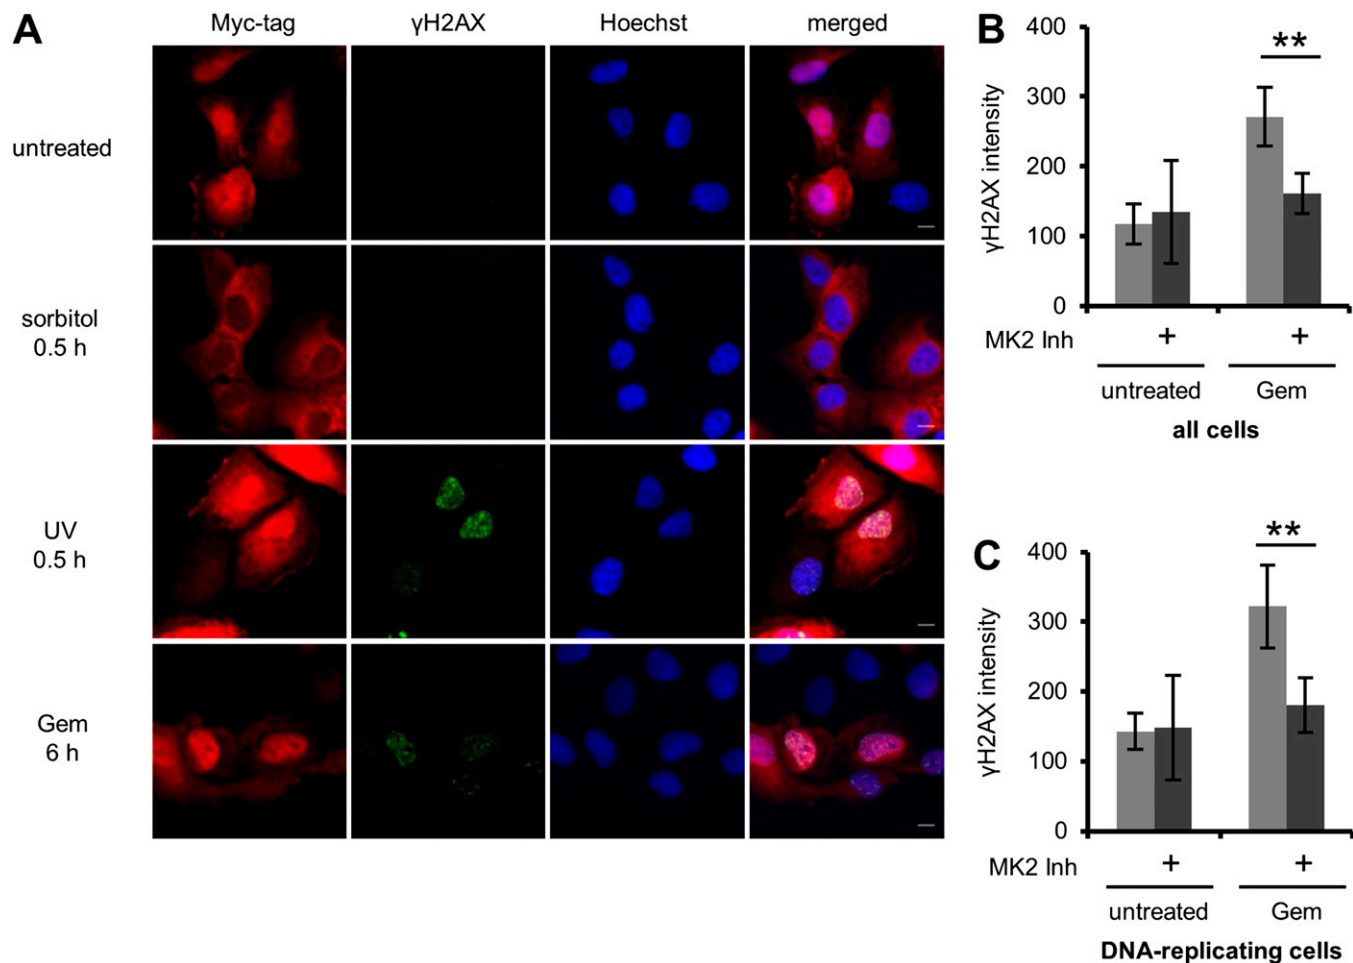 A
Myc-tag γH2AX Hoechst merged
untreated
sorbitol
0.5 h
UV
0.5 h
Gem
6 h
B
γH2AX intensity
400
300
200
100
0
**
MK2 Inh + +
untreated Gem
all cells
C
γH2AX intensity
400
300
200
100
0
**
MK2 Inh + +
untreated Gem
DNA-replicating cells